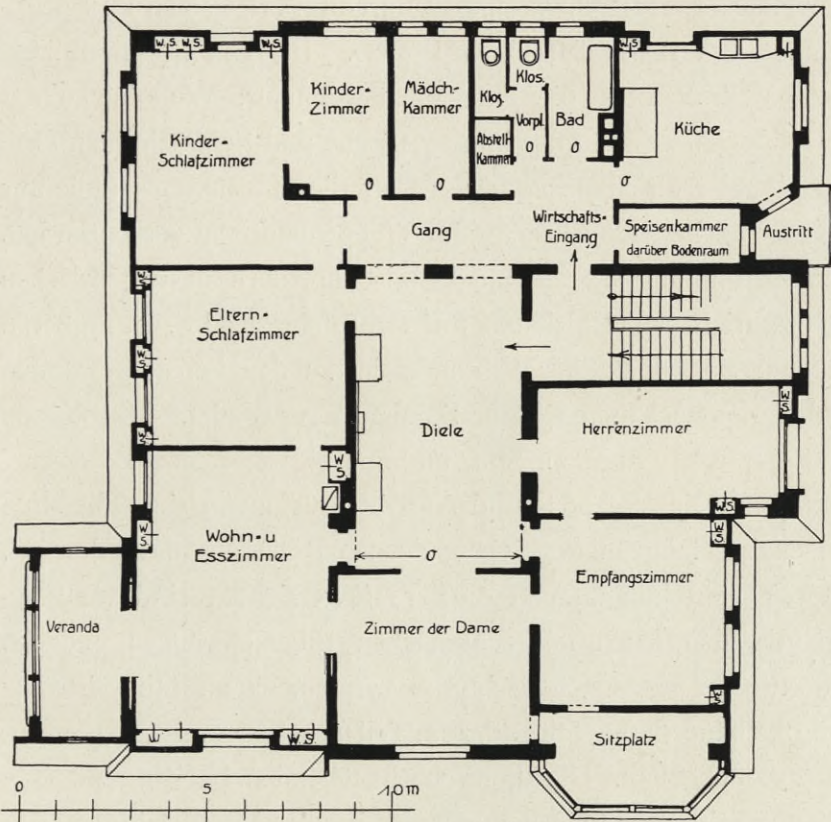 W.S. W.S.
W.S.
Kinder-
Schlafzimmer
Kinder-
Zimmer
Mädch.-
Kammer
Klos.
Abstell
Kammer
Klos.
Vorpl.
Bad
W.S.
Küche
Gang
Wirtschafts-
Eingang
Speisenkammer
darüber Bodenraum
Austritt
W.
S.
Eltern-
Schlafzimmer
W.
S.
W.
S.
Diele
Herrenzimmer
W.
S.
W.S.
W.
S.
Wohn- u
Esszimmer
W.
S.
W.
S.
Empfangszimmer
W.
S.
Veranda
Zimmer der Dame
Sitzplatz
W.S.
0 5 10 m